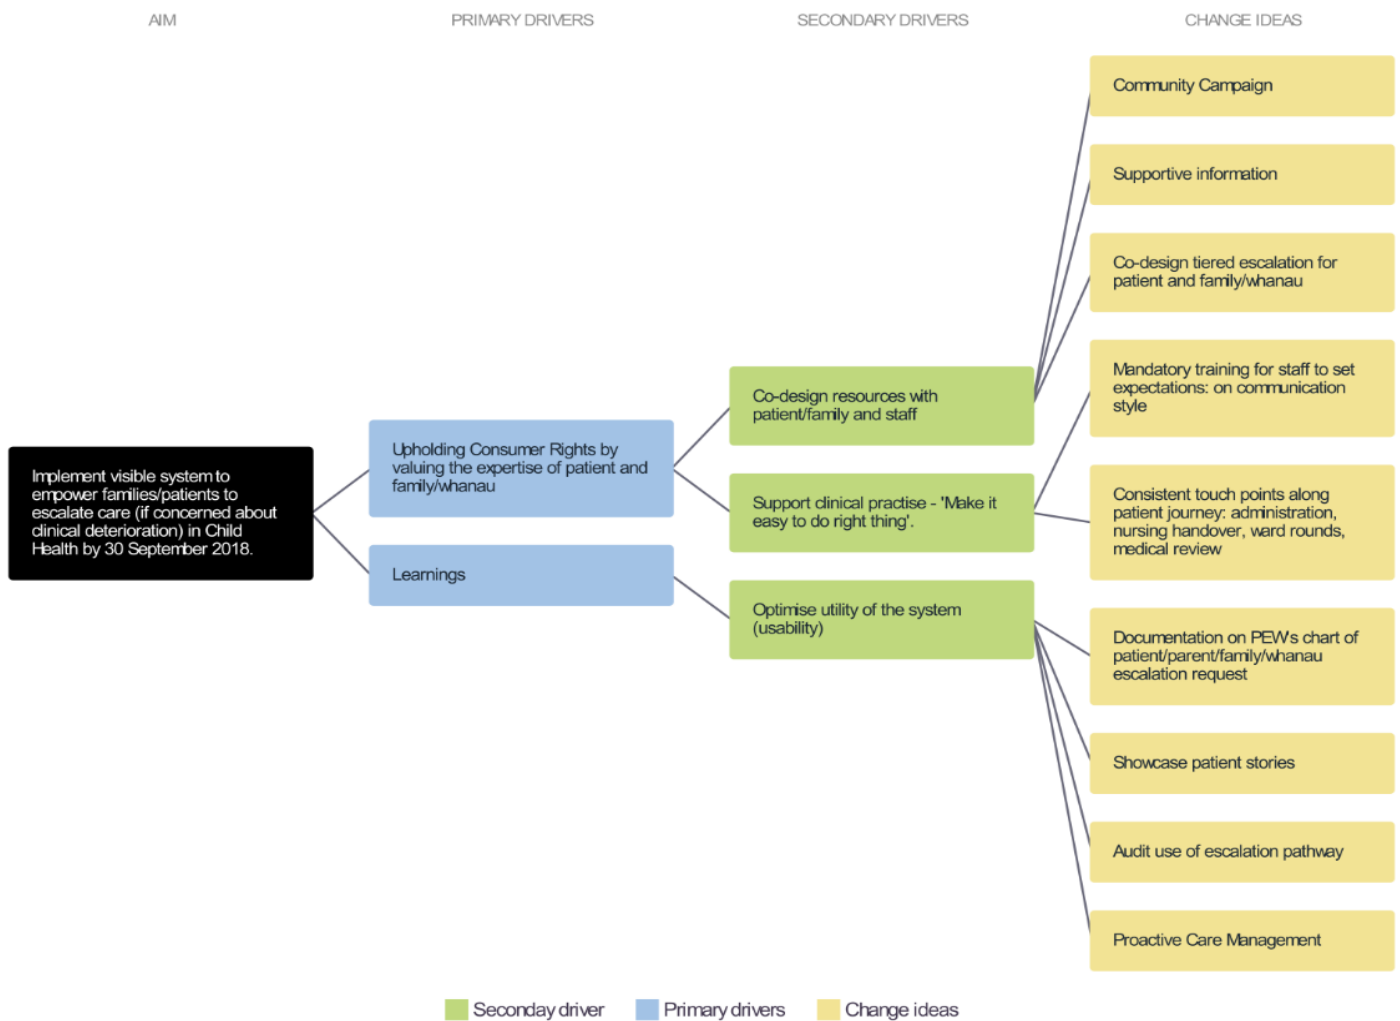 AIM
PRIMARY DRIVERS
SECONDARY DRIVERS
CHANGE IDEAS
Implement visible system to
empower families/patients to
escalate care (if concerned about
clinical deterioration) in Child
Health by 30 September 2018.
Upholding Consumer Rights by
valuing the expertise of patient and
family/whanau
Learnings
Co-design resources with
patient/family and staff
Support clinical practise - 'Make it
easy to do right thing'.
Optimise utility of the system
(usability)
Community Campaign
Supportive information
Co-design tiered escalation for
patient and family/whanau
Mandatory training for staff to set
expectations: on communication
style
Consistent touch points along
patient journey: administration,
nursing handover, ward rounds,
medical review
Documentation on PEW's chart of
patient/parent/family/whanau
escalation request
Showcase patient stories
Audit use of escalation pathway
Proactive Care Management
Seconday driver
Primary drivers
Change ideas